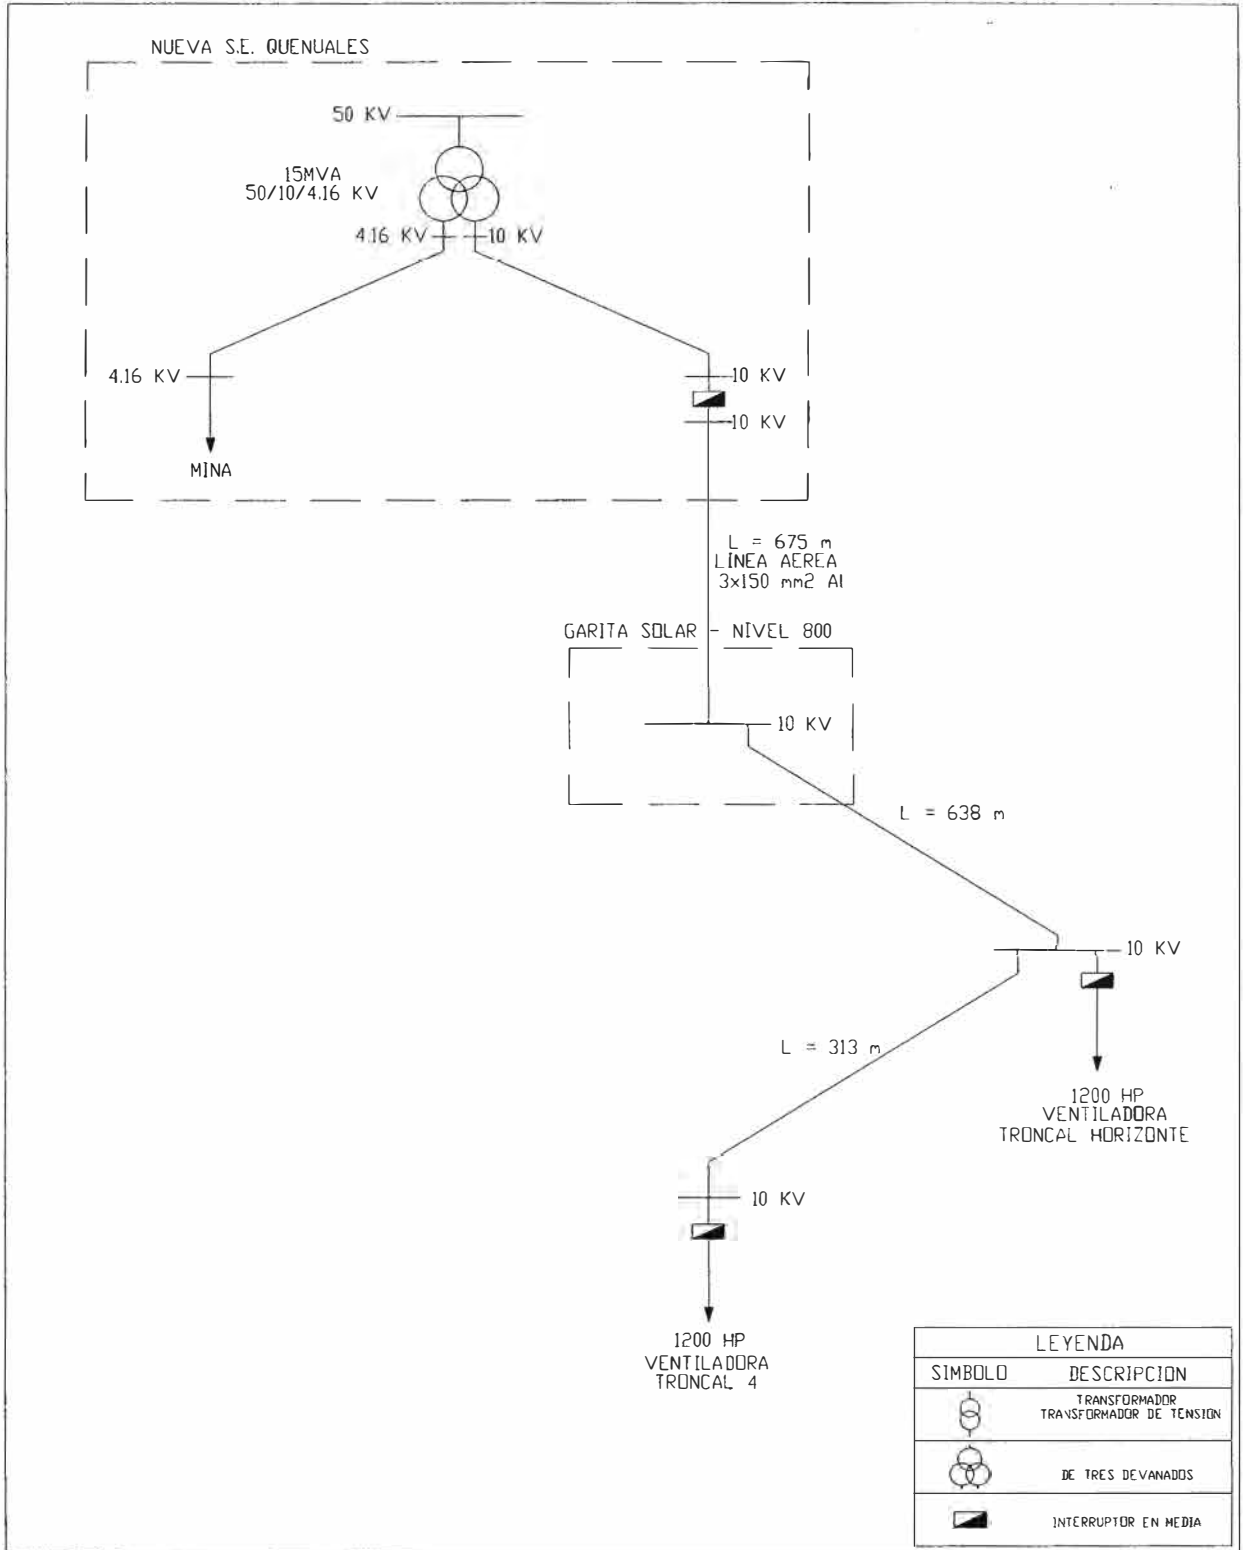 NUEVA S.E. QUENUALES
50 KV
15MVA
50/10/4.16 KV
4.16 KV
10 KV
4.16 KV
10 KV
10 KV
MINA
L = 675 m
LINEA AEREA
3x150 mm2 Al
GARITA SOLAR - NIVEL 800
10 KV
L = 638 m
10 KV
L = 313 m
1200 HP
VENTILADORA
TRONCAL HORIZONTE
10 KV
1200 HP
VENTILADORA
TRONCAL 4
LEYENDA
SIMBOLO DESCRIPCION
TRANSFORMADOR
TRANSFORMADOR DE TENSION
DE TRES DEVANADOS
INTERRUPTOR EN MEDIA